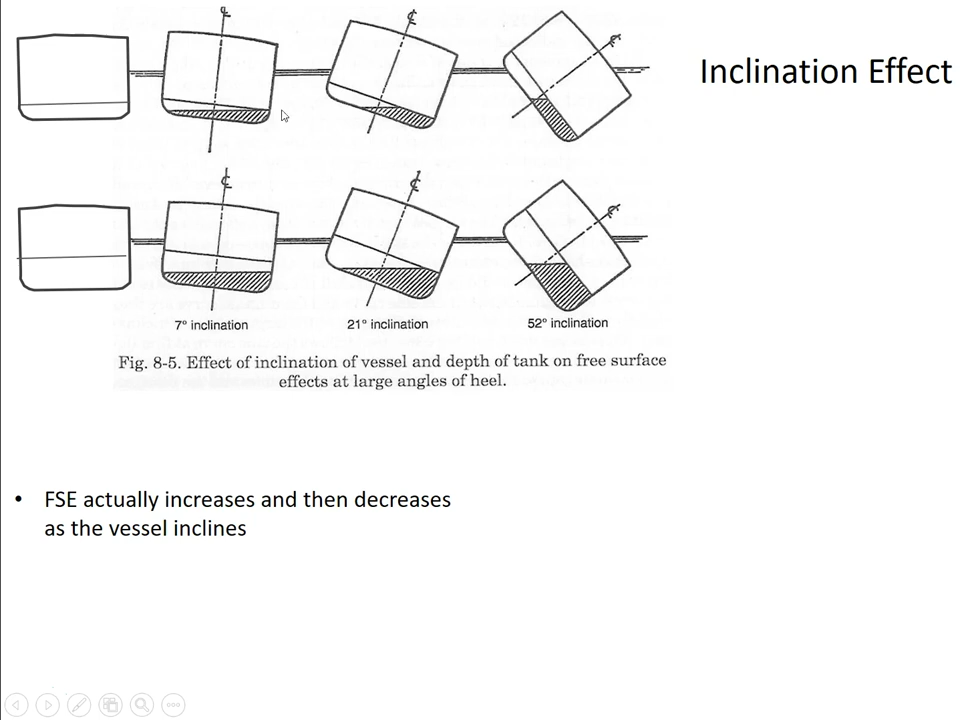 Inclination Effect
℄ ℄ ℄
℄ ℄ ℄
7° inclination 21° inclination 52° inclination
Fig. 8-5. Effect of inclination of vessel and depth of tank on free surface
effects at large angles of heel.
• FSE actually increases and then decreases
as the vessel inclines